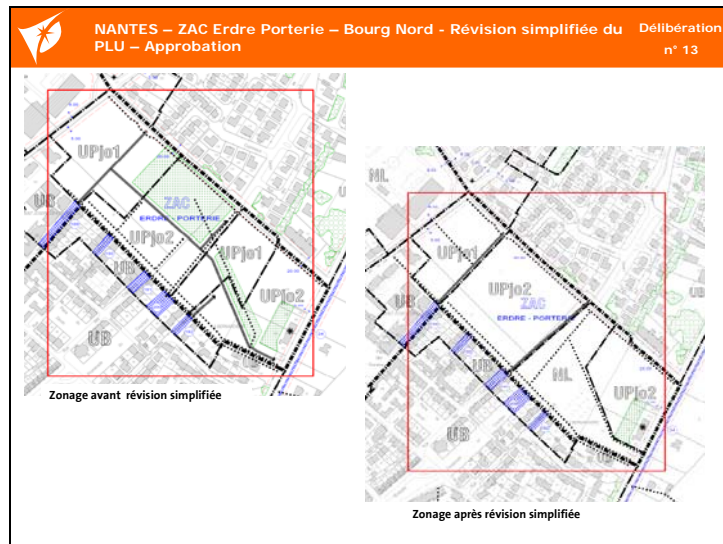 NANTES – ZAC Erdre Porterie – Bourg Nord - Révision simplifiée du
PLU – Approbation
Délibération
n° 13
UPjo1
ZAC
ERDRE - PORTERIE
UB
UPjo2
UPjo1
UB
UPjo2
UB
Zonage avant révision simplifiée
NL
UPjo1
UPjo2
ZAC
UB
ERDRE - PORTERIE
UB
NL
UPjo2
UB
Zonage après révision simplifiée